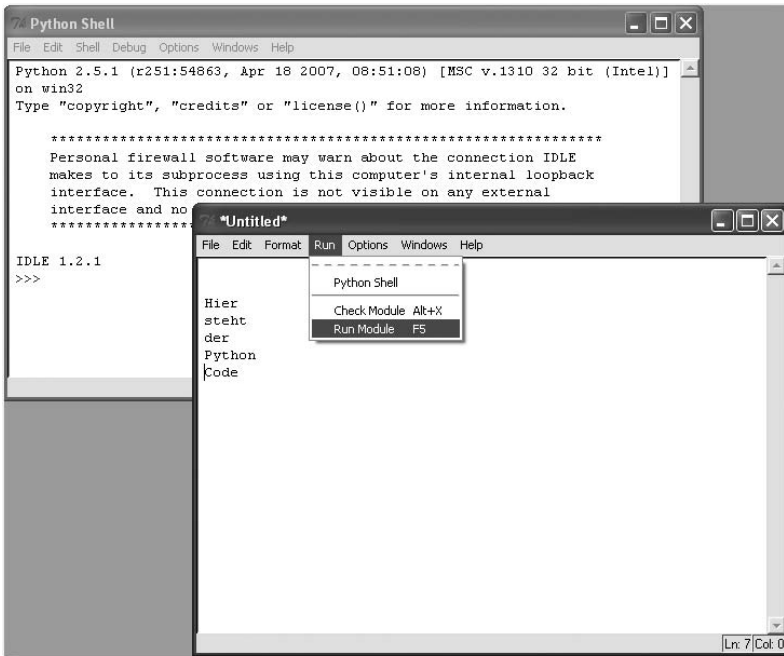 Python Shell
File Edit Shell Debug Options Windows Help
Python 2.5.1 (r251:54863, Apr 18 2007, 08:51:08) [MSC v.1310 32 bit (Intel)]
on win32
Type "copyright", "credits" or "license()" for more information.
****************************************************************
Personal firewall software may warn about the connection IDLE
makes to its subprocess using this computer's internal loopback
interface. This connection is not visible on any external
interface and no
****************
IDLE 1.2.1
>>>
*Untitled*
File Edit Format Run Options Windows Help
Python Shell
Check Module Alt+X
Run Module F5
Hier
steht
der
Python
Code
Ln: 7 Col: 0